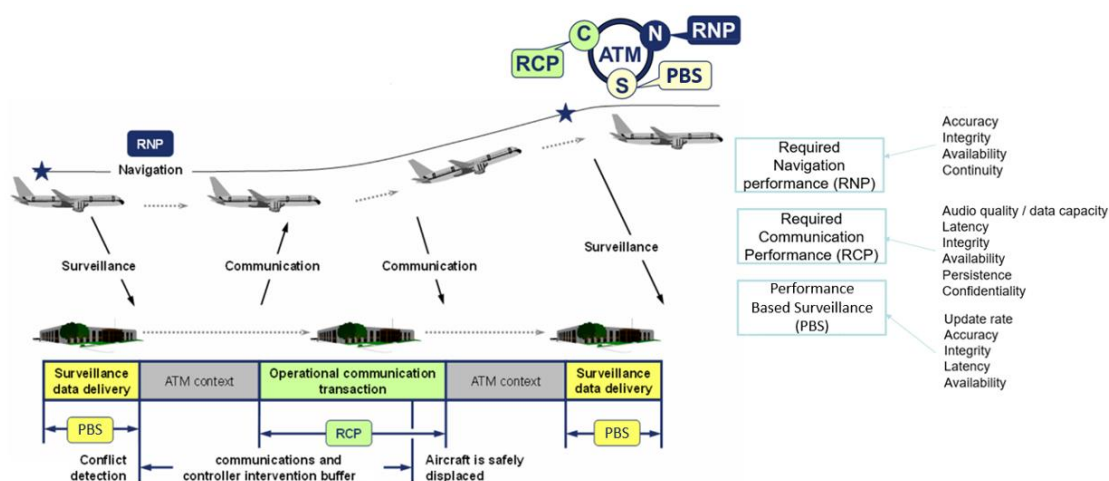 C
N
RNP
ATM
RCP
S
PBS
RNP
Navigation
Surveillance
Communication
Communication
Surveillance
Surveillance
data delivery
ATM context
Operational communication
transaction
ATM context
Surveillance
data delivery
PBS
RCP
PBS
Conflict
detection
communications and
controller intervention buffer
Aircraft is safely
displaced
Required
Navigation
performance (RNP)
Accuracy
Integrity
Availability
Continuity
Required
Communication
Performance (RCP)
Audio quality / data capacity
Latency
Integrity
Availability
Persistence
Confidentiality
Performance
Based Surveillance
(PBS)
Update rate
Accuracy
Integrity
Latency
Availability